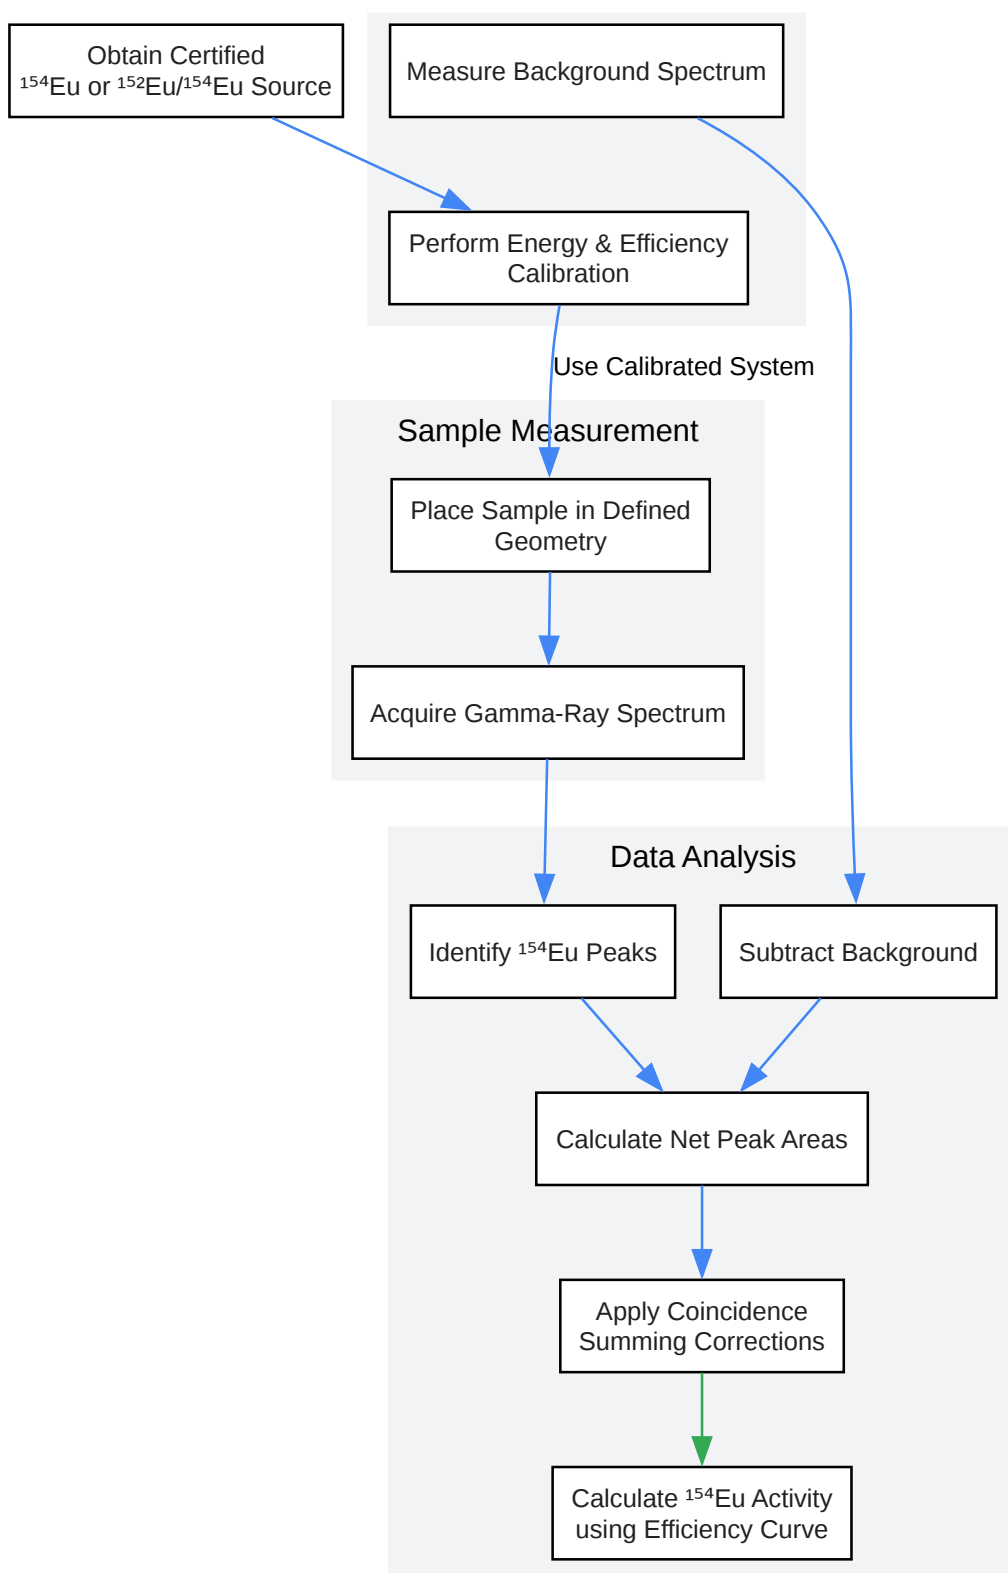 Obtain Certified
¹⁵⁴Eu or ¹⁵²Eu/¹⁵⁴Eu Source
Measure Background Spectrum
Perform Energy & Efficiency
Calibration
Use Calibrated System
Sample Measurement
Place Sample in Defined
Geometry
Acquire Gamma-Ray Spectrum
Data Analysis
Identify ¹⁵⁴Eu Peaks
Subtract Background
Calculate Net Peak Areas
Apply Coincidence
Summing Corrections
Calculate ¹⁵⁴Eu Activity
using Efficiency Curve